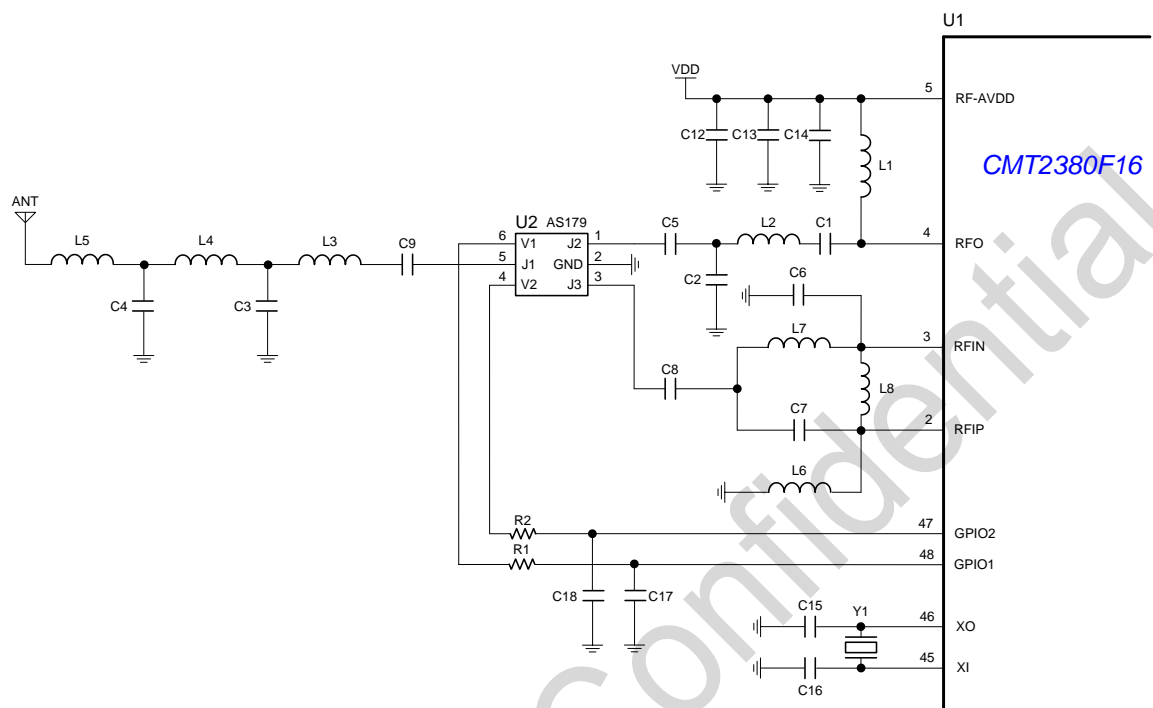 U1
VDD
5
RF-AVDD
C12
C13
C14
L1
CMT2380F16
ANT
L5
L4
L3
C9
U2 AS179
6
V1
J2
1
C5
L2
C1
4
RFO
5
J1
GND
2
4
V2
J3
3
C4
C3
C2
C6
L7
3
RFIN
C8
L8
C7
2
RFIP
L6
R2
47
GPIO2
R1
48
GPIO1
C18
C17
C15
Y1
46
XO
45
XI
C16
Confidential